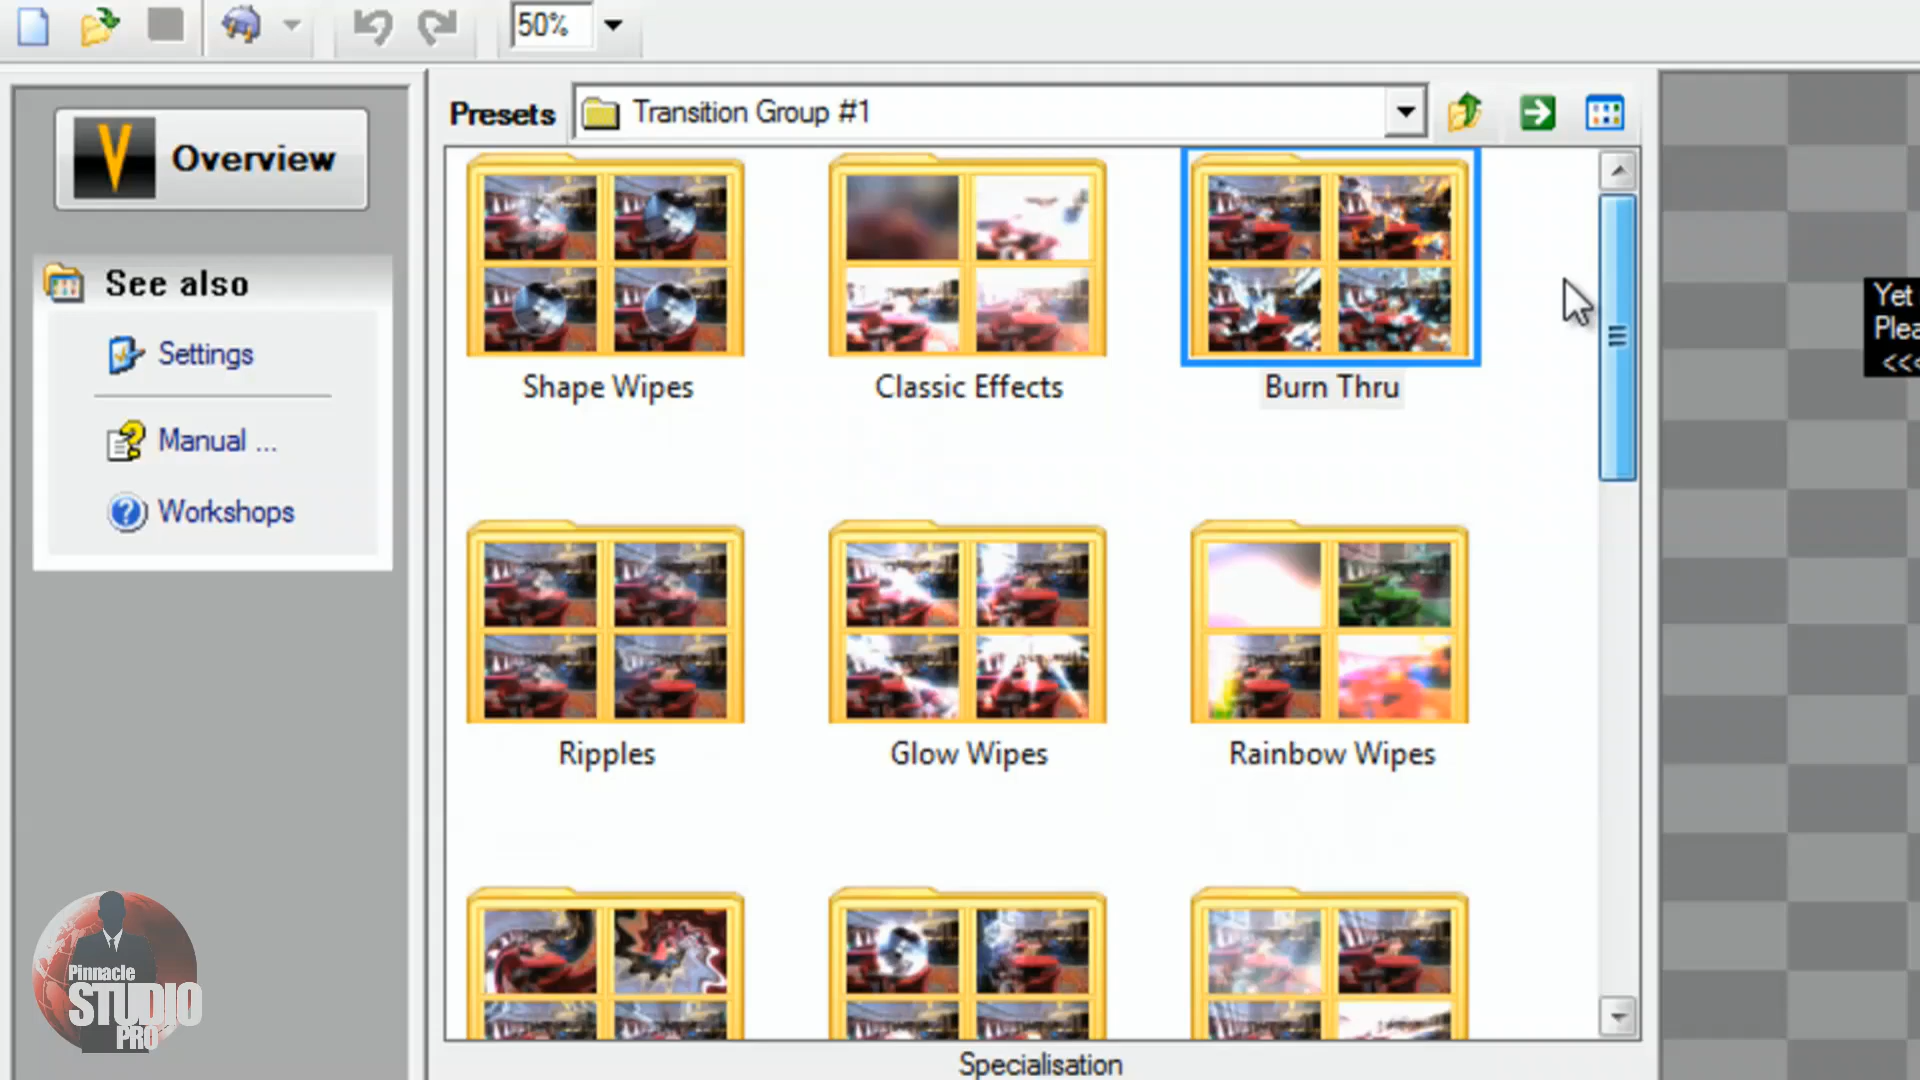 50%
Presets
Transition Group #1
V
Overview
See also
Settings
Manual ...
Workshops
Shape Wipes
Classic Effects
Burn Thru
Yet
Plea
<<<
Ripples
Glow Wipes
Rainbow Wipes
Specialisation
Pinnacle
STUDIO
PRO